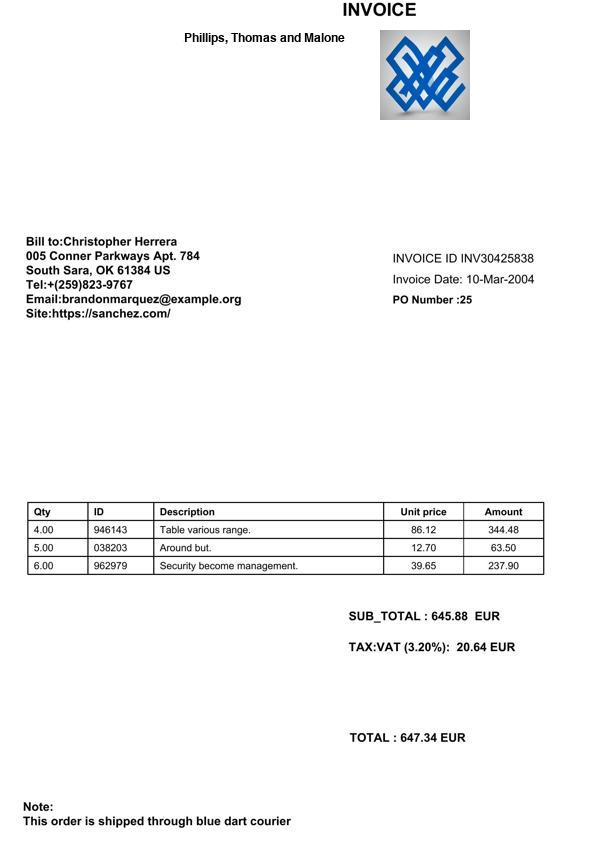 INVOICE
Phillips, Thomas and Malone
Bill to:Christopher Herrera
005 Conner Parkways Apt. 784
South Sara, OK 61384 US
Tel:+(259)823-9767
Email:brandonmarquez@example.org
Site:https://sanchez.com/
INVOICE ID INV30425838
Invoice Date: 10-Mar-2004
PO Number :25
Qty ID Description Unit price Amount
4.00 946143 Table various range. 86.12 344.48
5.00 038203 Around but. 12.70 63.50
6.00 962979 Security become management. 39.65 237.90
SUB_TOTAL : 645.88 EUR
TAX:VAT (3.20%): 20.64 EUR
TOTAL : 647.34 EUR
Note:
This order is shipped through blue dart courier